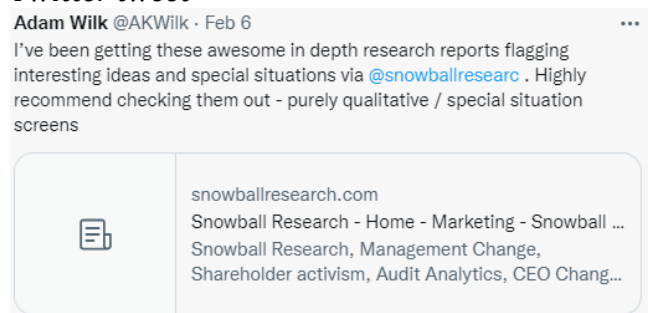 Adam Wilk @AKWilk · Feb 6
I've been getting these awesome in depth research reports flagging
interesting ideas and special situations via @snowballresearc . Highly
recommend checking them out - purely qualitative / special situation
screens
snowballresearch.com
Snowball Research - Home - Marketing - Snowball ...
Snowball Research, Management Change,
Shareholder activism, Audit Analytics, CEO Chang...